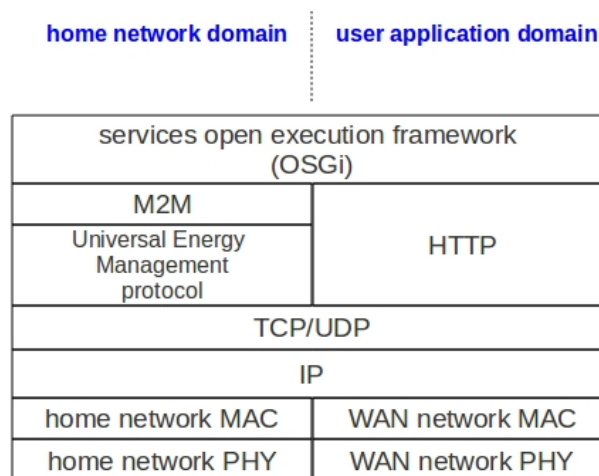 home network domain
user application domain
services open execution framework
(OSGi)
M2M
Universal Energy
Management
protocol
HTTP
TCP/UDP
IP
home network MAC
WAN network MAC
home network PHY
WAN network PHY